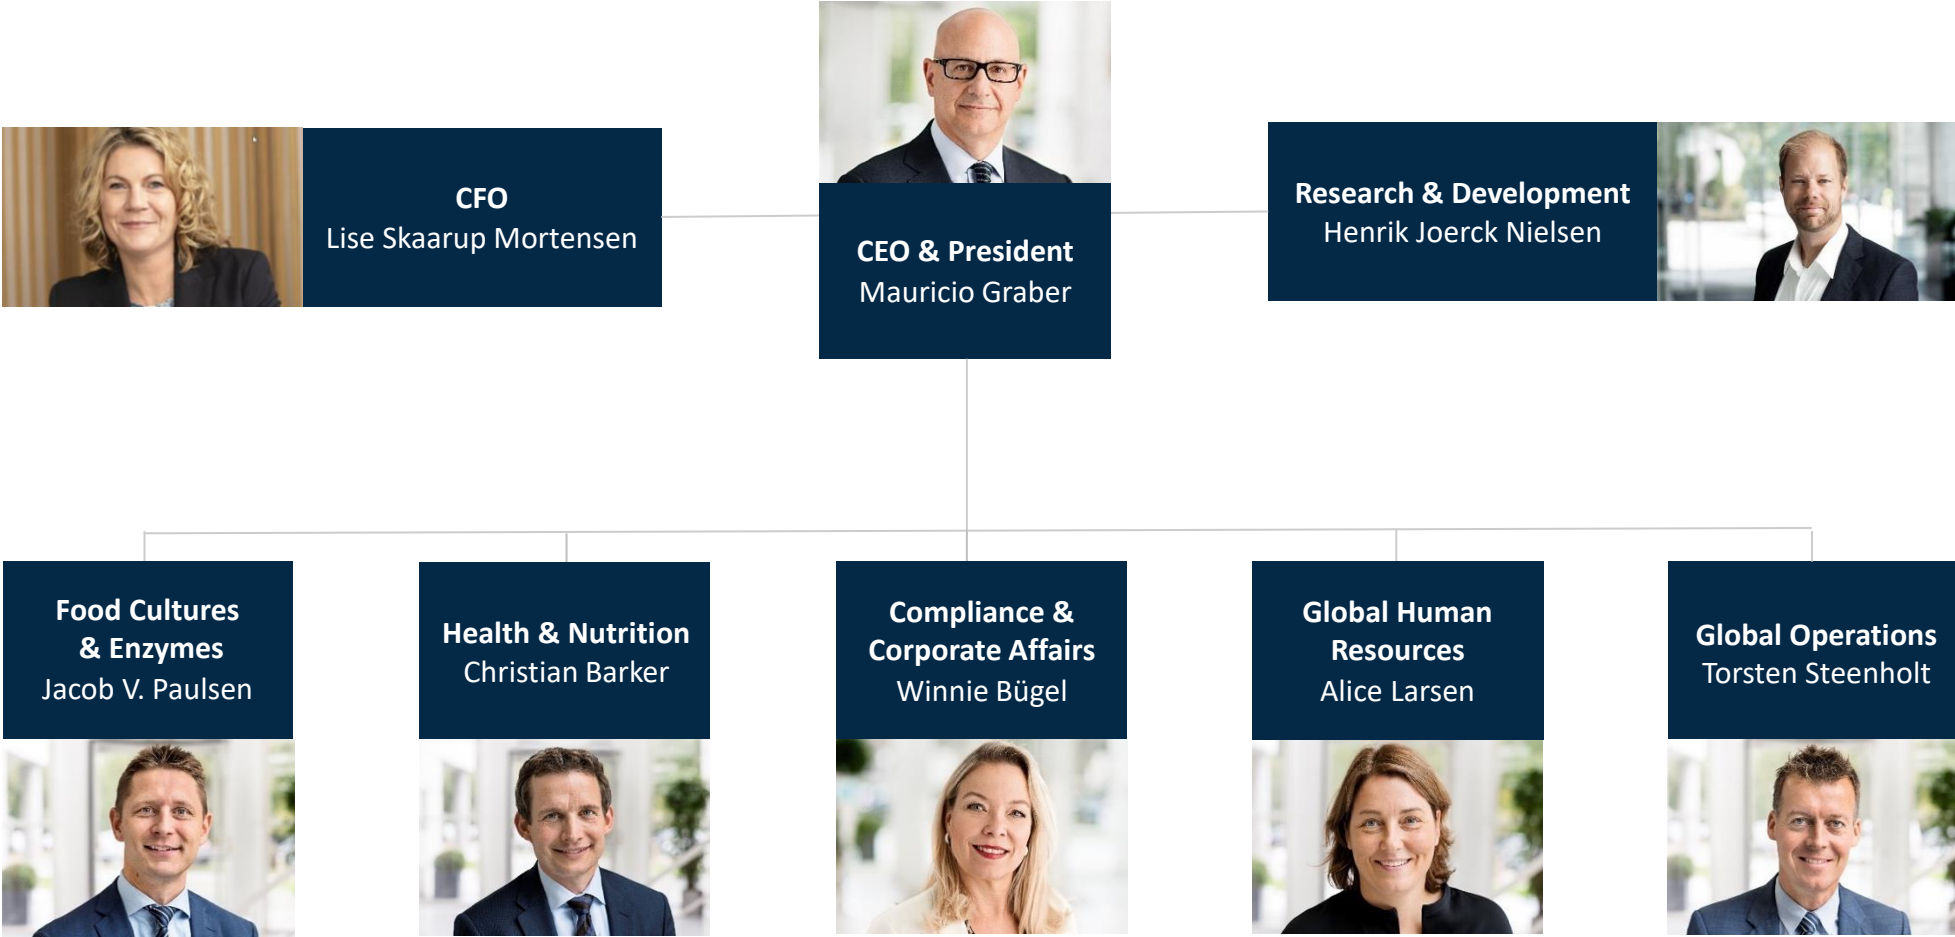 CFO
Lise Skaarup Mortensen
CEO & President
Mauricio Graber
Research & Development
Henrik Joerck Nielsen
Food Cultures
& Enzymes
Jacob V. Paulsen
Health & Nutrition
Christian Barker
Compliance &
Corporate Affairs
Winnie Bügel
Global Human
Resources
Alice Larsen
Global Operations
Torsten Steenholt